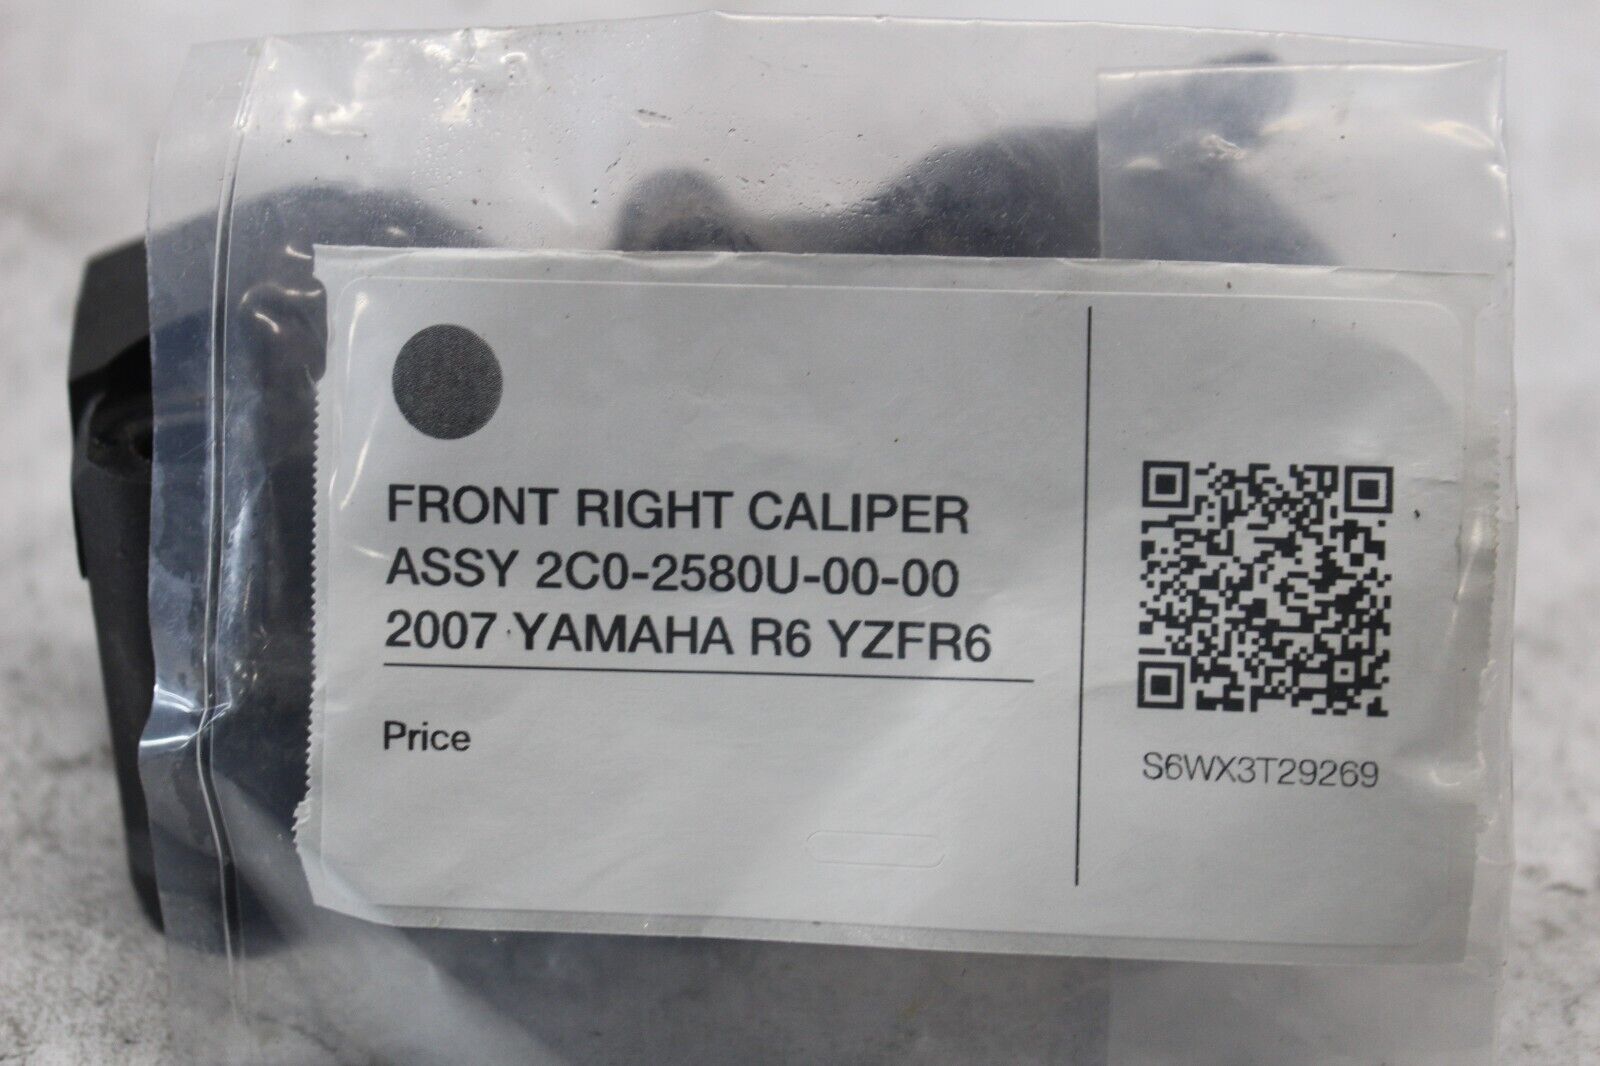 FRONT RIGHT CALIPER
ASSY 2C0-2580U-00-00
2007 YAMAHA R6 YZFR6
Price
S6WX3T29269